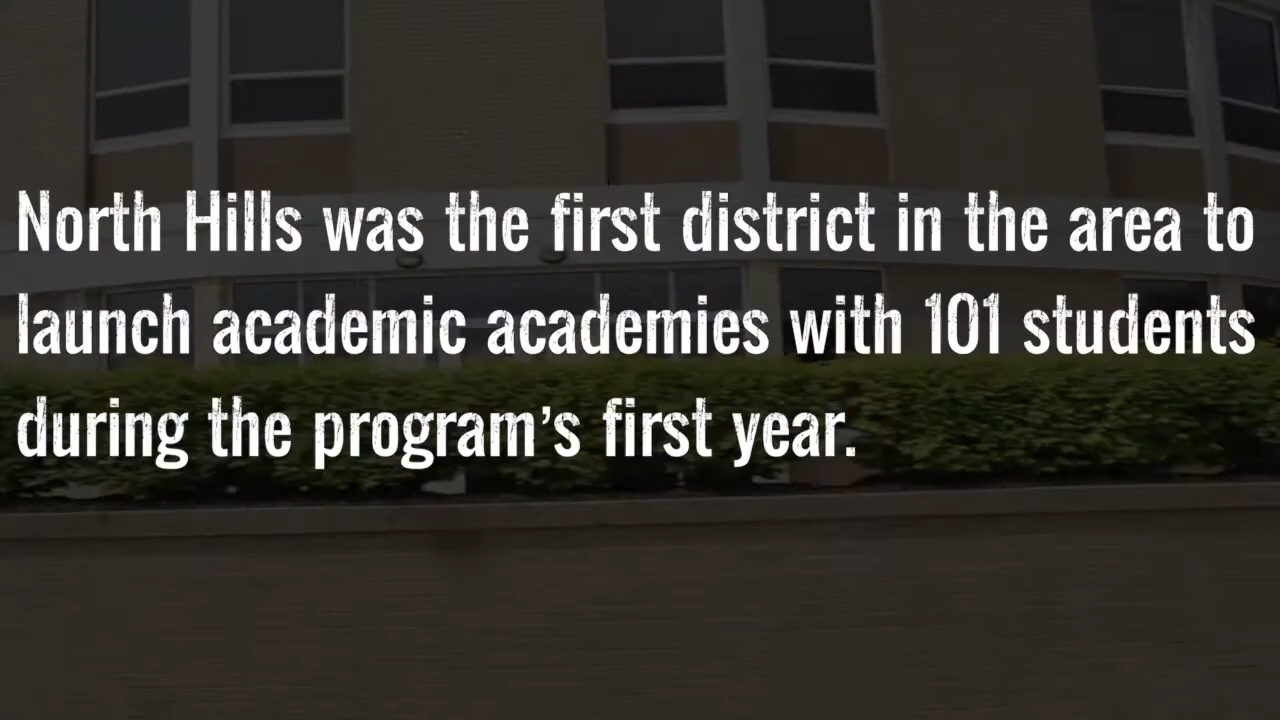 North Hills was the first district in the area to
launch academic academies with 101 students
during the program’s first year.